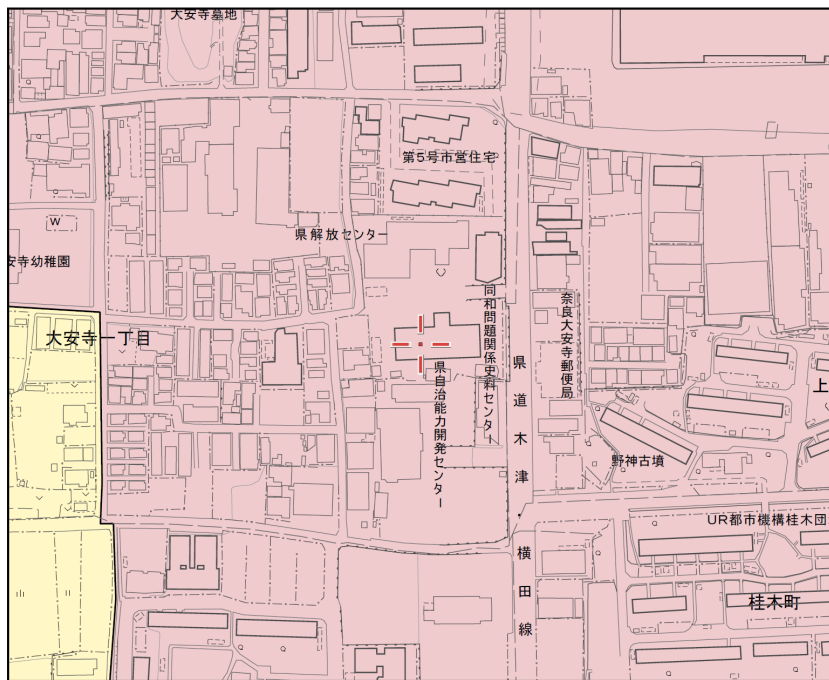 大安寺墓地
第5号市営住宅
W
県解放センター
安寺幼稚園
同和問題関係史料センター
奈良大安寺郵便局
大安寺一丁目
県自治能力開発センター
県道木津・横田線
上
野神古墳
UR都市機構桂木団
桂木町